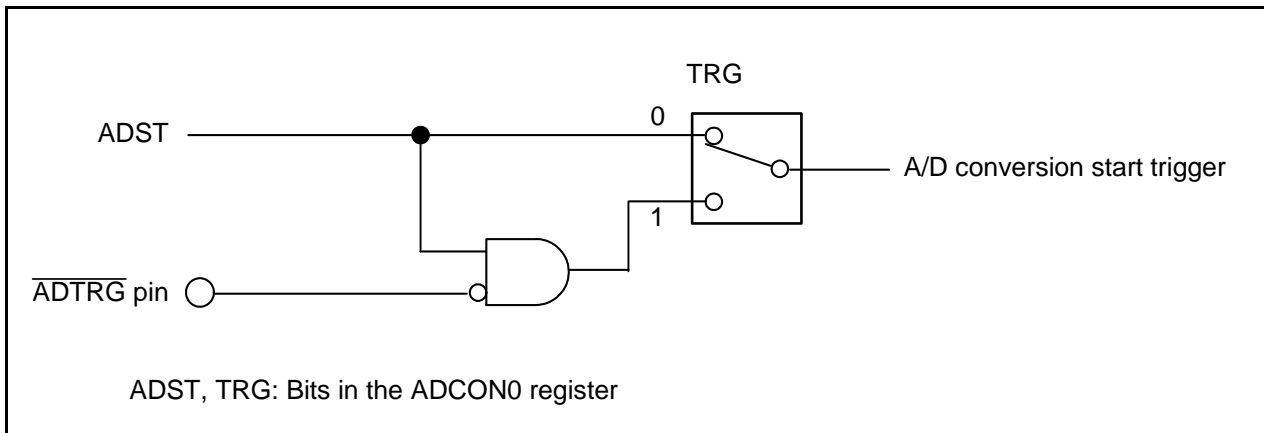 TRG
0
ADST
A/D conversion start trigger
1
ADTRG pin
ADST, TRG: Bits in the ADCON0 register